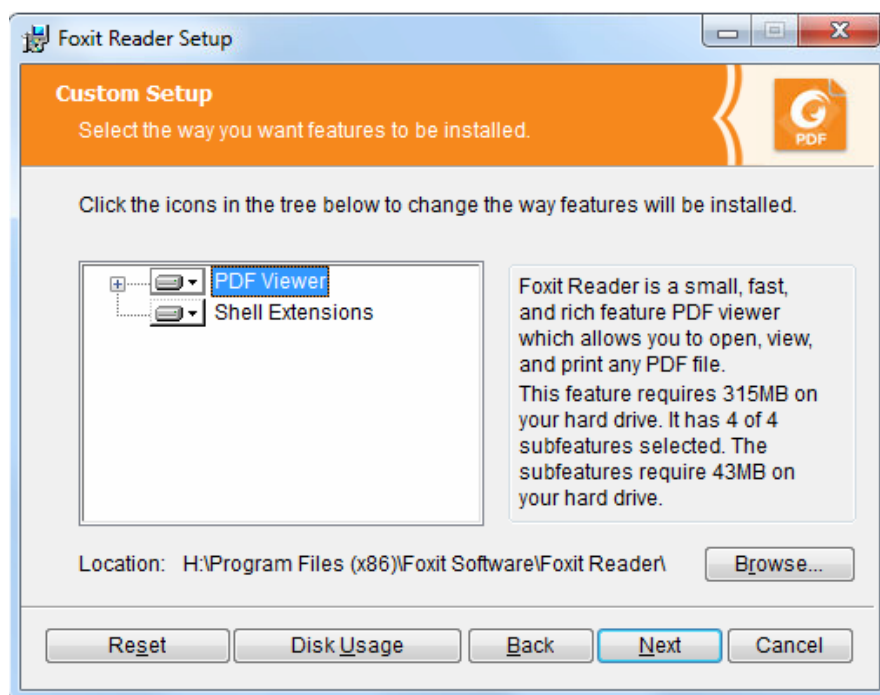 Foxit Reader Setup
Custom Setup
Select the way you want features to be installed.
PDF
Click the icons in the tree below to change the way features will be installed.
PDF Viewer
Shell Extensions
Foxit Reader is a small, fast,
and rich feature PDF viewer
which allows you to open, view,
and print any PDF file.
This feature requires 315MB on
your hard drive. It has 4 of 4
subfeatures selected. The
subfeatures require 43MB on
your hard drive.
Location: H:\Program Files (x86)\Foxit Software\Foxit Reader\ Browse...
Reset Disk Usage Back Next Cancel